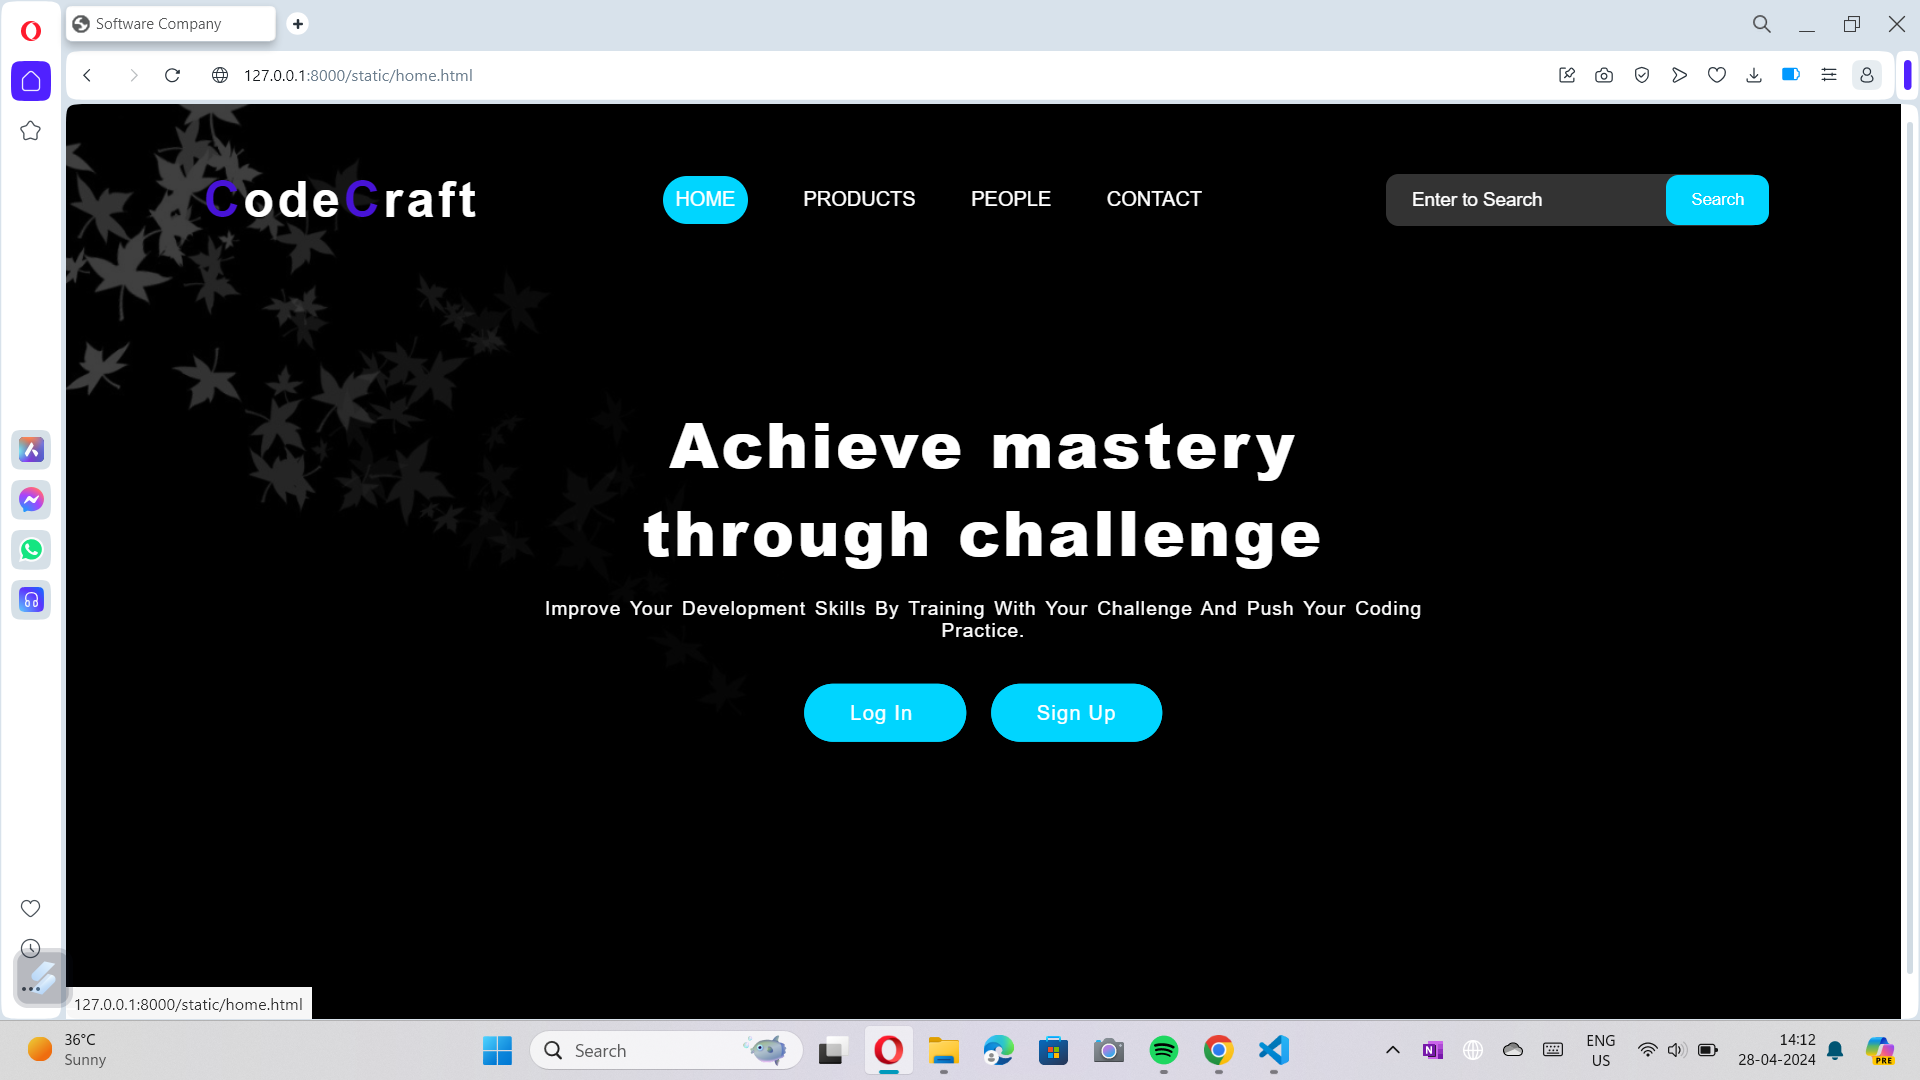 Software Company
127.0.0.1:8000/static/home.html
CodeCraft
HOME
PRODUCTS
PEOPLE
CONTACT
Enter to Search
Search
Achieve mastery
through challenge
Improve Your Development Skills By Training With Your Challenge And Push Your Coding
Practice.
Log In
Sign Up
127.0.0.1:8000/static/home.html
36°C
Sunny
Search
N
PRE
ENG
US
14:12
28-04-2024